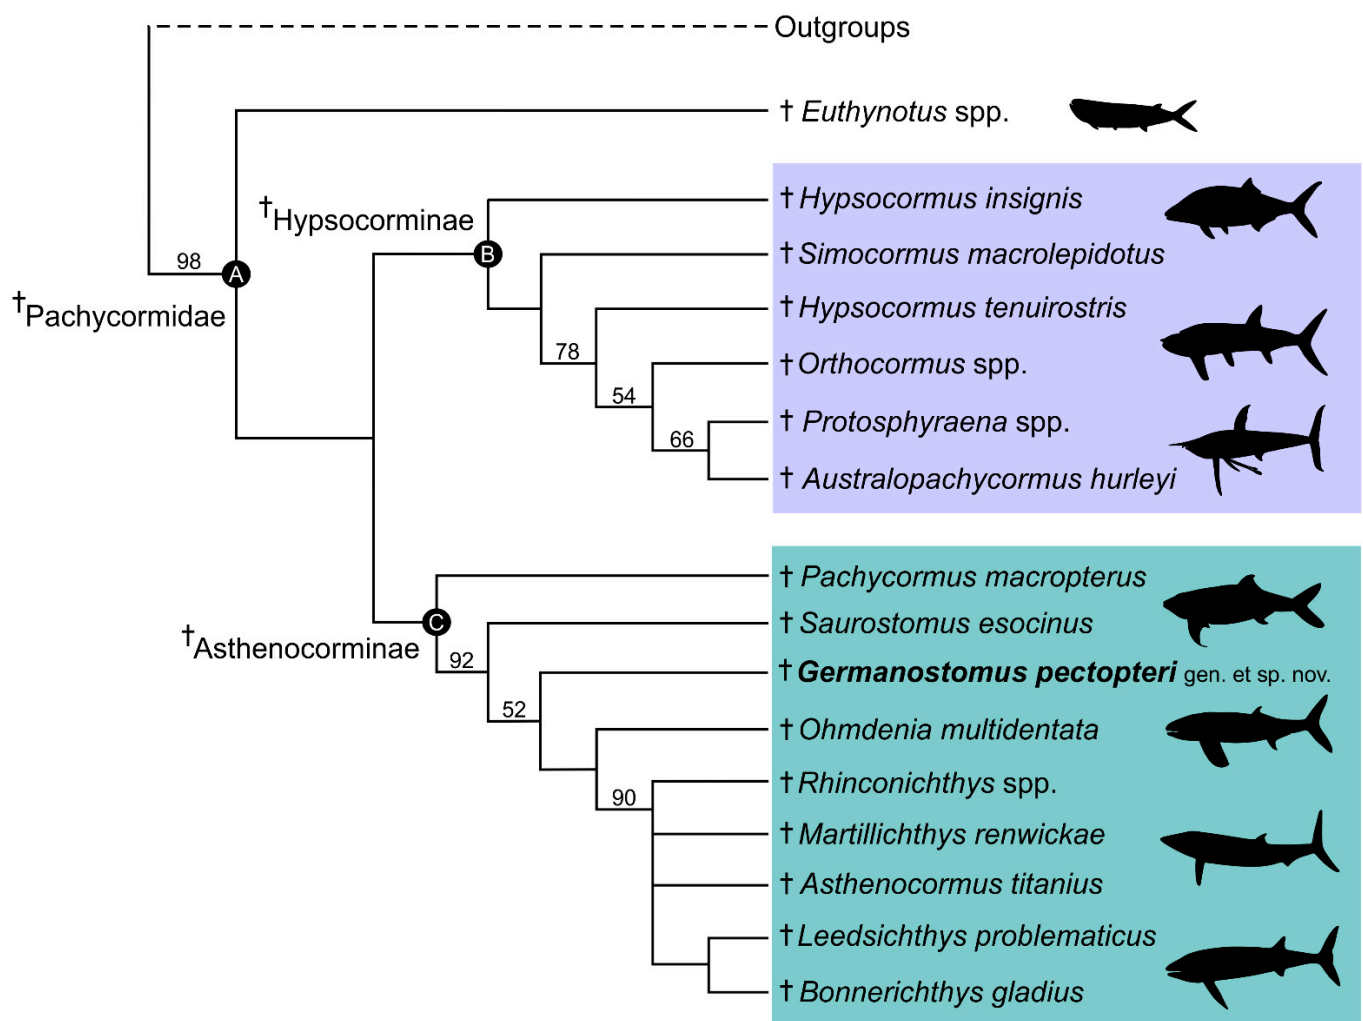 Outgroups
† Euthynotus spp.
†Hypsocorminae
† Hypsocormus insignis
B
† Simocormus macrolepidotus
98
A
†Pachycormidae
† Hypsocormus tenuirostris
78
† Orthocormus spp.
54
† Protosphyraena spp.
66
† Australopachycormus hurleyi
† Pachycormus macropterus
C
† Saurostomus esocinus
†Asthenocorminae
92
† Germanostomus pectopteri gen. et sp. nov.
52
† Ohmdenia multidentata
† Rhinconichthys spp.
90
† Martillichthys renwickae
† Asthenocormus titanius
† Leedsichthys problematicus
† Bonnerichthys gladius